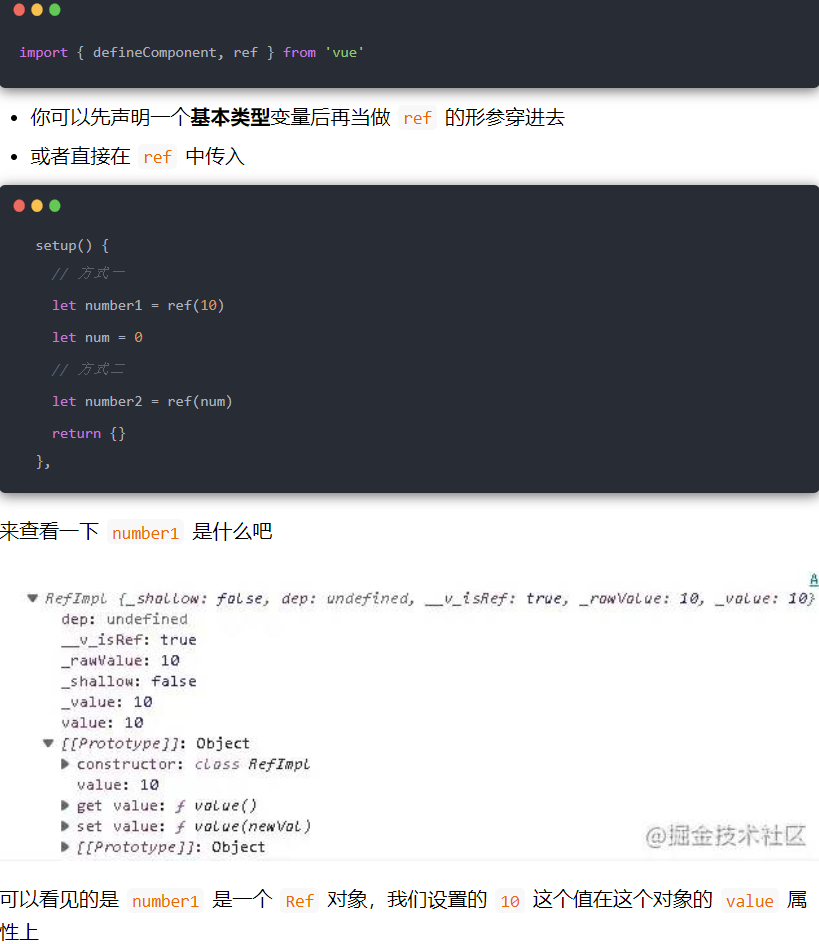 import { defineComponent, ref } from 'vue'
你可以先声明一个基本类型变量后再当做 ref 的形参穿进去
或者直接在 ref 中传入
setup() {
// 方式一
let number1 = ref(10)
let num = 0
// 方式二
let number2 = ref(num)
return {}
},
来查看一下 number1 是什么吧
A
RefImpl {_shallow: false, dep: undefined, __v_isRef: true, _rawValue: 10, _value: 10}
dep: undefined
__v_isRef: true
_rawValue: 10
_shallow: false
_value: 10
value: 10
[[Prototype]]: Object
constructor: class RefImpl
value: 10
get value: ƒ value()
set value: ƒ value(newVal)
[[Prototype]]: Object
@掘金技术社区
可以看见的是 number1 是一个 Ref 对象，我们设置的 10 这个值在这个对象的 value 属
性上